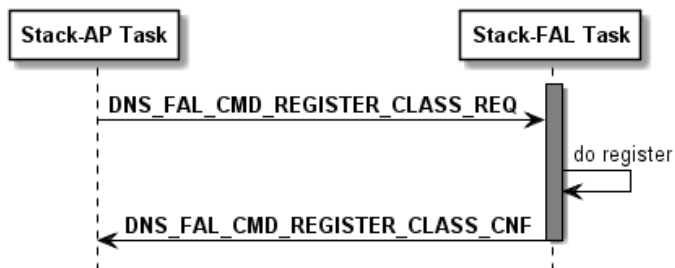 Stack-AP Task
Stack-FAL Task
DNS_FAL_CMD_REGISTER_CLASS_REQ
do register
DNS_FAL_CMD_REGISTER_CLASS_CNF